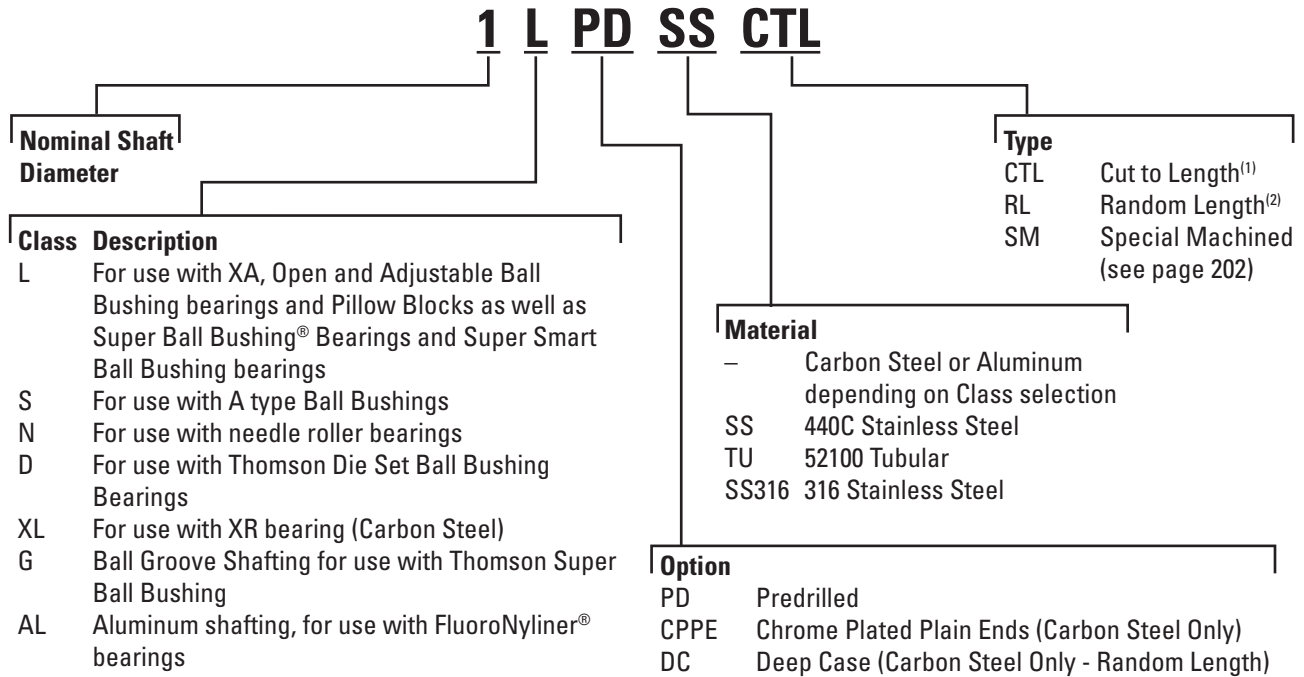 1 L PD SS CTL
Nominal Shaft
Diameter
Class Description
L For use with XA, Open and Adjustable Ball
Bushing bearings and Pillow Blocks as well as
Super Ball Bushing® Bearings and Super Smart
Ball Bushing bearings
S For use with A type Ball Bushings
N For use with needle roller bearings
D For use with Thomson Die Set Ball Bushing
Bearings
XL For use with XR bearing (Carbon Steel)
G Ball Groove Shafting for use with Thomson Super
Ball Bushing
AL Aluminum shafting, for use with FluoroNyliner®
bearings
Option
PD Predrilled
CPPE Chrome Plated Plain Ends (Carbon Steel Only)
DC Deep Case (Carbon Steel Only - Random Length)
Material
– Carbon Steel or Aluminum
depending on Class selection
SS 440C Stainless Steel
TU 52100 Tubular
SS316 316 Stainless Steel
Type
CTL Cut to Length(1)
RL Random Length(2)
SM Special Machined
(see page 202)